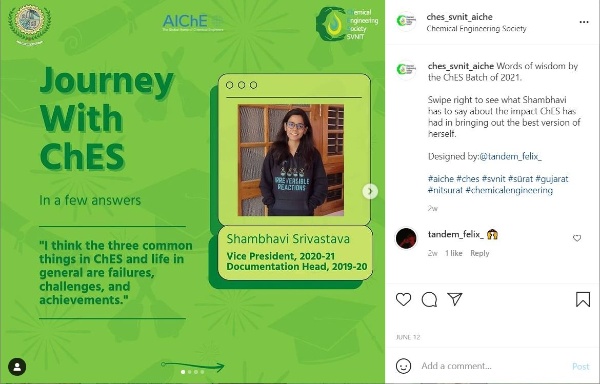 AIChE
Chemical
Engineering
Society
SVNIT
Journey
With
ChES
In a few answers
"I think the three common
things in ChES and life in
general are failures,
challenges, and
achievements."
IRREVERSIBLE
REACTIONS
Shambhavi Srivastava
Vice President, 2020-21
Documentation Head, 2019-20
ches_svnit_aiche
Chemical Engineering Society
ches_svnit_aiche Words of wisdom by
the ChES Batch of 2021.
Swipe right to see what Shambhavi
has to say about the impact ChES has
had in bringing out the best version of
herself.
Designed by:@tandem_felix_
#aiche #ches #svnit #sürat #gujarat
#nitsurat #chemicalengineering
2w
tandem_felix_
2w 1 like Reply
JUNE 12
Add a comment...
Post